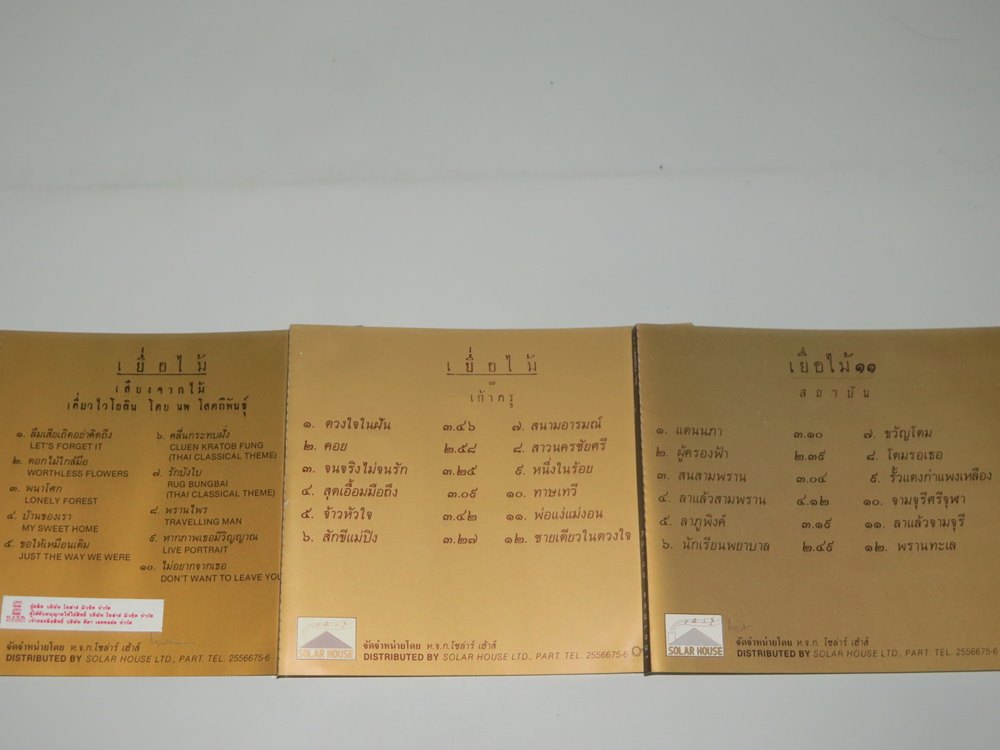 เยื่อไม้
เสียงจากไม้
เดี่ยวไวโอลิน โดย นพ โสตถิพันธุ์
๑. ลืมเสียเถิดอย่าคิดถึง
LET'S FORGET IT
๒. ดอกไม้ใกล้มือ
WORTHLESS FLOWERS
๓. พนาโศก
LONELY FOREST
๔. บ้านของเรา
MY SWEET HOME
๕. ขอให้เหมือนเดิม
JUST THE WAY WE WERE
๖. คลื่นกระทบฝั่ง
CLUEN KRATOB FUNG
(THAI CLASSICAL THEME)
๗. รักบังใบ
RUG BUNGBAI
(THAI CLASSICAL THEME)
๘. พรานไพร
TRAVELLING MAN
๙. หากภาพเธอมีวิญญาณ
LIVE PORTRAIT
๑๐. ไม่อยากจากเธอ
DON'T WANT TO LEAVE YOU
จัดจำหน่ายโดย ห.จ.ก. โซล่าร์ เฮ้าส์
DISTRIBUTED BY SOLAR HOUSE LTD., PART. TEL. 2556675-6
เยื่อไม้
๓
เก้าครู
๑. ดวงใจในฝัน ๓.๔๖
๒. คอย ๒.๕๘
๓. จนจริงไม่จนรัก ๓.๒๕
๔. สุดเอื้อมมือถึง ๓.๐๙
๕. จ้าวหัวใจ ๓.๔๒
๖. สักขีแม่ปิง ๓.๒๗
๗. สนามอารมณ์
๘. สาวนครชัยศรี
๙. หนึ่งในร้อย
๑๐. ทาษเทวี
๑๑. พ่อแง่แม่งอน
๑๒. ชายเดียวในดวงใจ
SOLAR HOUSE
จัดจำหน่ายโดย ห.จ.ก. โซล่าร์ เฮ้าส์
DISTRIBUTED BY SOLAR HOUSE LTD., PART. TEL. 2556675-6
เยื่อไม้ ๑๑
สถาบัน
๑. แดนนภา ๓.๑๐
๒. ผู้ครองฟ้า ๒.๓๙
๓. สนสามพราน ๓.๐๔
๔. ลาแล้วสามพราน ๔.๑๒
๕. ลาภูพิงค์ ๓.๑๙
๖. นักเรียนพยาบาล ๒.๔๙
๗. ขวัญโดม
๘. โดมรอเธอ
๙. รั้วแดงกำแพงเหลือง
๑๐. จามจุรีศรีจุฬา
๑๑. ลาแล้วจามจุรี
๑๒. พรานทะเล
SOLAR HOUSE
จัดจำหน่ายโดย ห.จ.ก. โซล่าร์ เฮ้าส์
DISTRIBUTED BY SOLAR HOUSE LTD., PART. TEL. 2556675-6